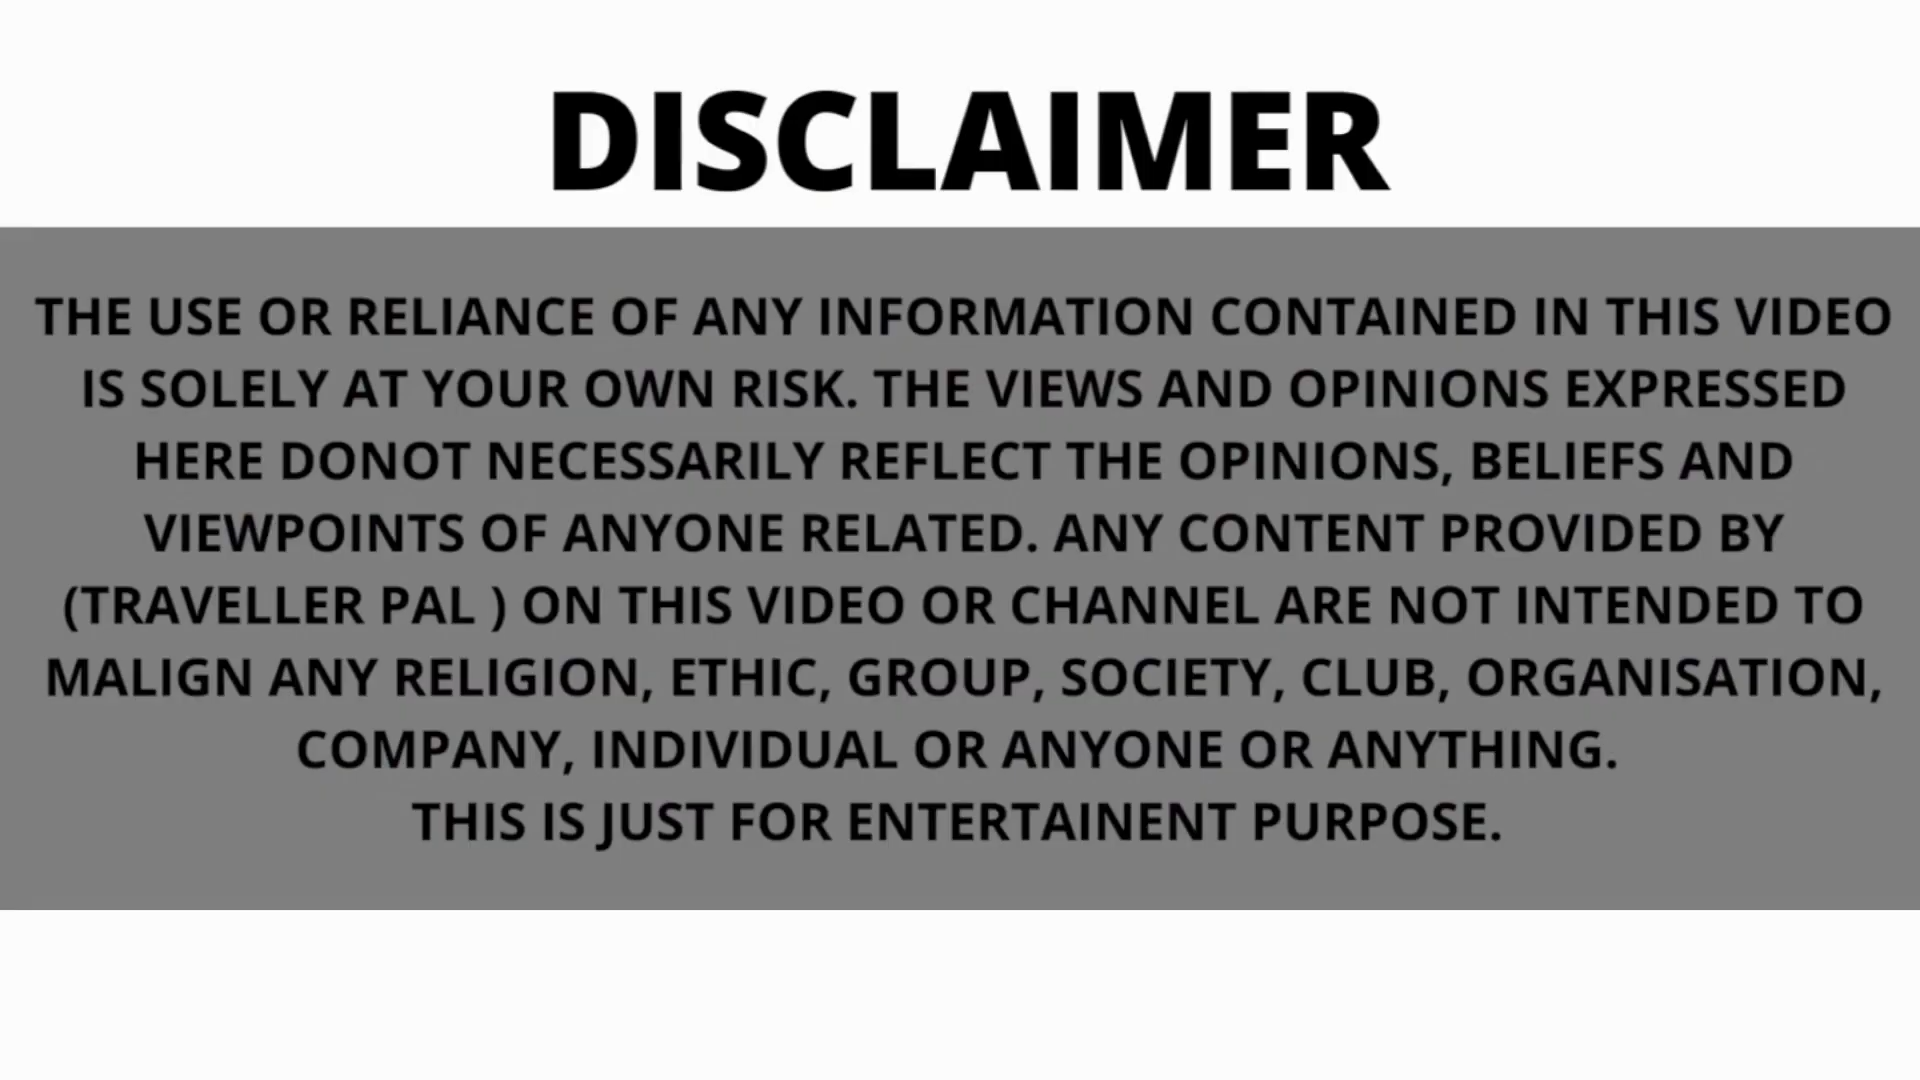 DISCLAIMER
THE USE OR RELIANCE OF ANY INFORMATION CONTAINED IN THIS VIDEO
IS SOLELY AT YOUR OWN RISK. THE VIEWS AND OPINIONS EXPRESSED
HERE DONOT NECESSARILY REFLECT THE OPINIONS, BELIEFS AND
VIEWPOINTS OF ANYONE RELATED. ANY CONTENT PROVIDED BY
(TRAVELLER PAL ) ON THIS VIDEO OR CHANNEL ARE NOT INTENDED TO
MALIGN ANY RELIGION, ETHIC, GROUP, SOCIETY, CLUB, ORGANISATION,
COMPANY, INDIVIDUAL OR ANYONE OR ANYTHING.
THIS IS JUST FOR ENTERTAINENT PURPOSE.